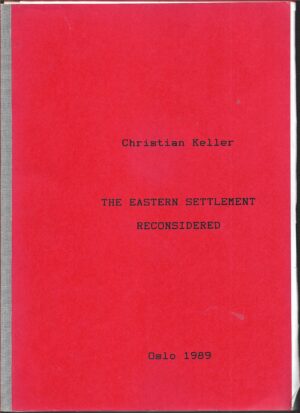 Christian Keller
THE EASTERN SETTLEMENT
RECONSIDERED
Oslo 1989